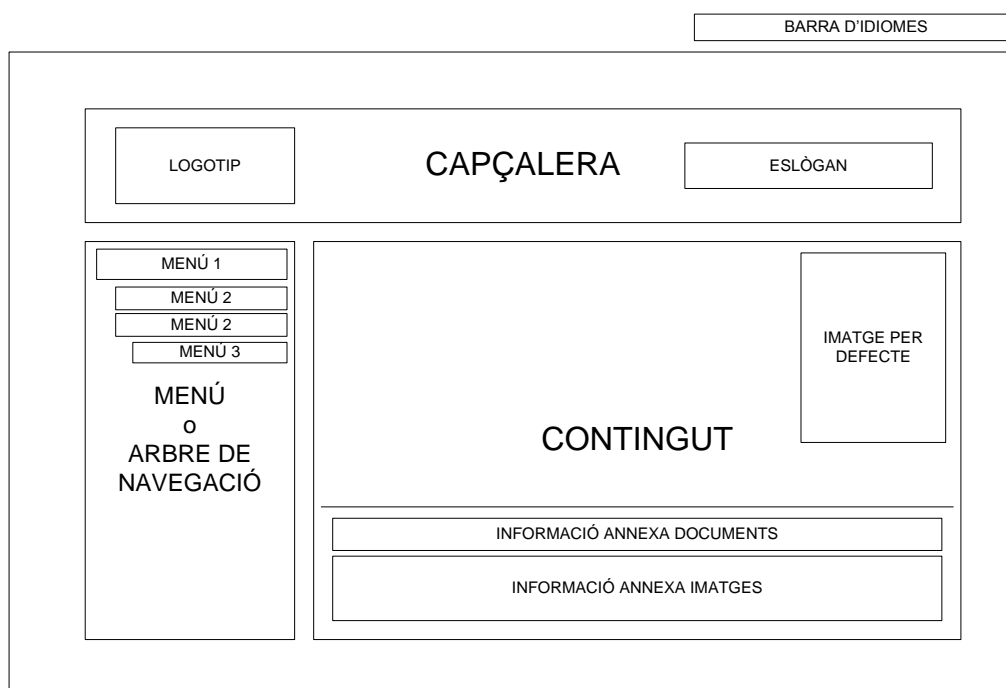 BARRA D'IDIOMES
LOGOTIP
CAPÇALERA
ESLÒGAN
MENÚ 1
MENÚ 2
MENÚ 2
MENÚ 3
MENÚ
o
ARBRE DE
NAVEGACIÓ
IMATGE PER
DEFECTE
CONTINGUT
INFORMACIÓ ANNEXA DOCUMENTS
INFORMACIÓ ANNEXA IMATGES